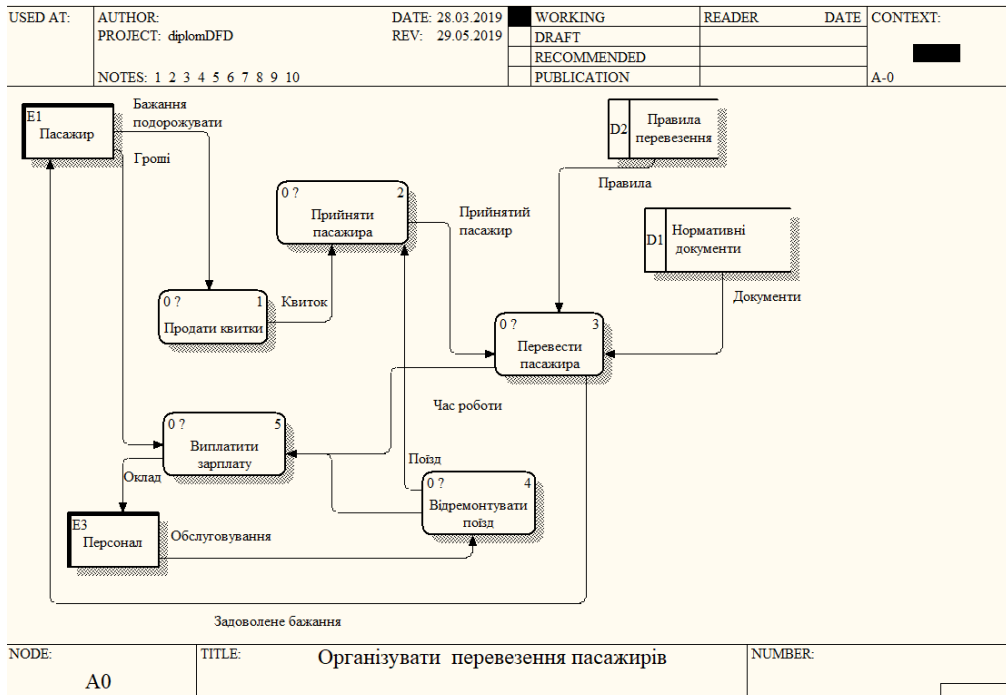 USED AT:
AUTHOR:
DATE: 28.03.2019
WORKING
READER
DATE
CONTEXT:
PROJECT: diplomDFD
REV: 29.05.2019
DRAFT
RECOMMENDED
NOTES: 1 2 3 4 5 6 7 8 9 10
PUBLICATION
A-0
E1
Пасажир
Бажання
подорожувати
Гроші
D2
Правила
перевезення
Правила
0 ?
2
Прийняти
пасажира
Прийнятий
пасажир
D1
Нормативні
документи
Документи
0 ?
1
Продати квитки
Квиток
0 ?
3
Перевести
пасажира
Час роботи
0 ?
5
Виплатити
зарплату
Оклад
Поїзд
0 ?
4
Відремонтувати
поїзд
E3
Персонал
Обслуговування
Задоволене бажання
NODE:
A0
TITLE:
Організувати перевезення пасажирів
NUMBER: